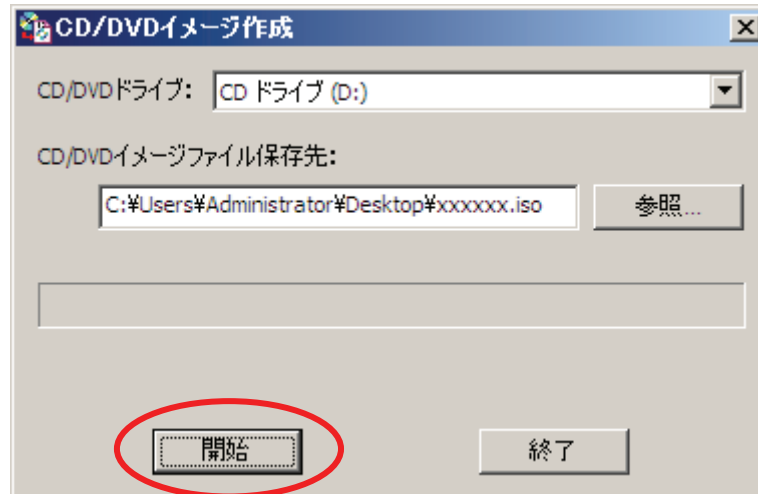 CD/DVDイメージ作成
CD/DVDドライブ: CD ドライブ (D:)
CD/DVDイメージファイル保存先:
C:¥Users¥Administrator¥Desktop¥xxxxxx.iso 参照...
開始 終了